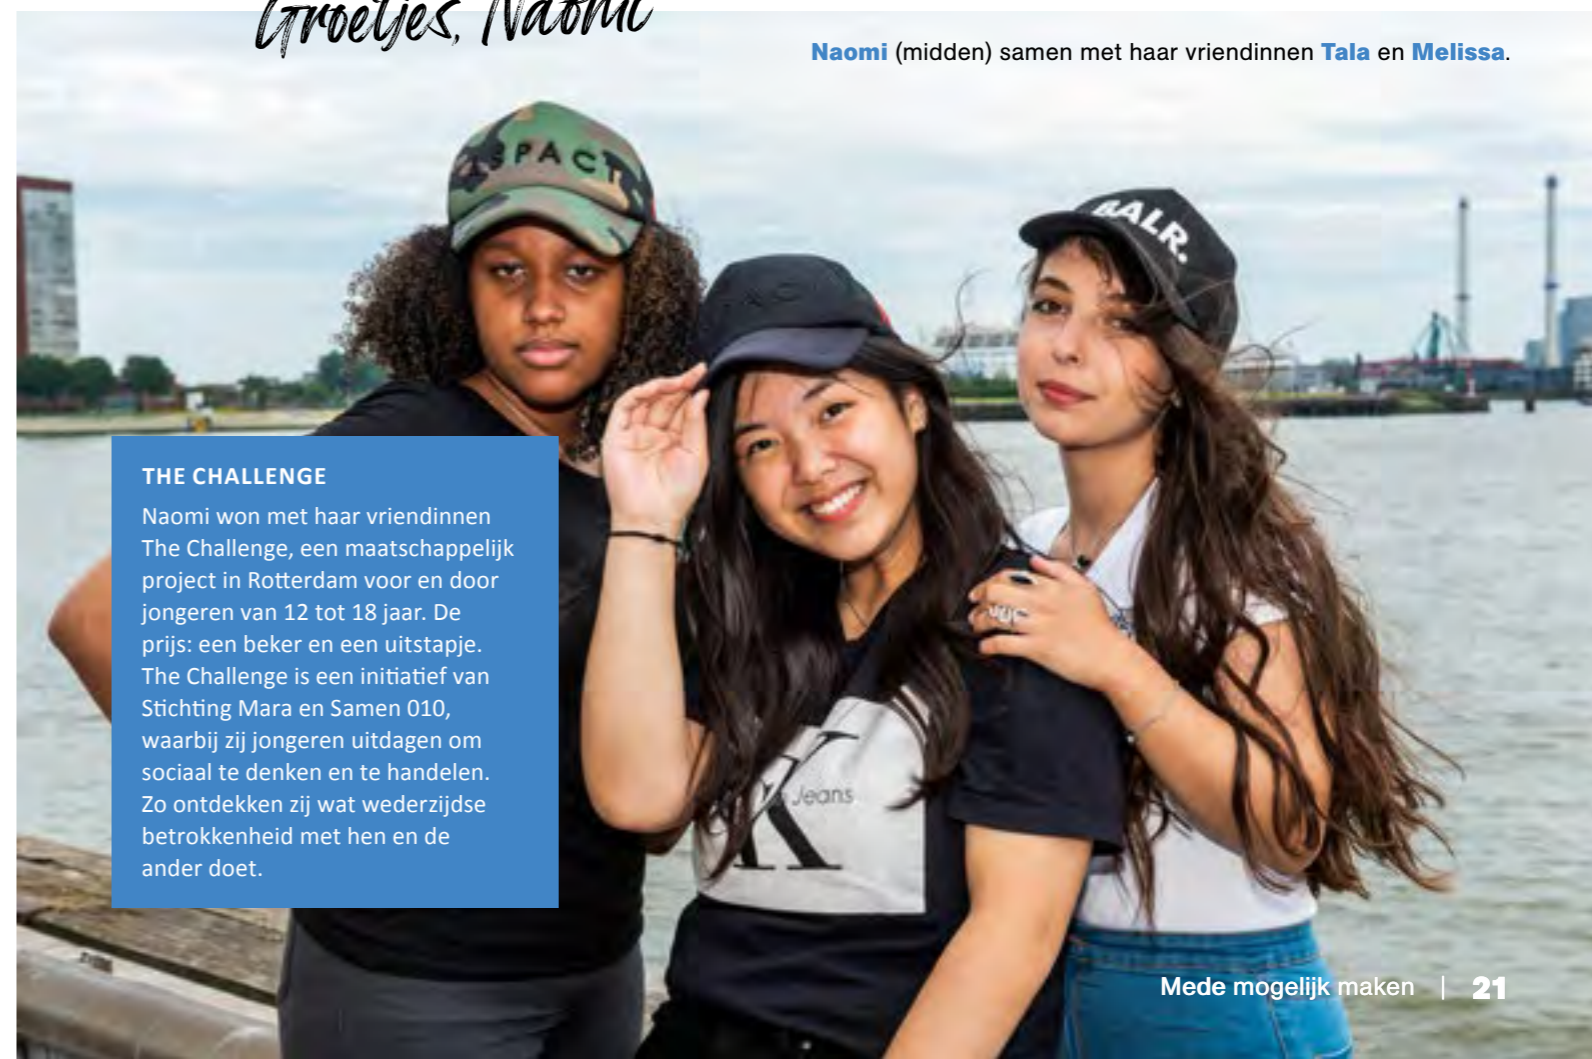 Groetjes, Naomi
Naomi (midden) samen met haar vriendinnen Tala en Melissa.
SPACT
BALR.
THE CHALLENGE
Naomi won met haar vriendinnen
The Challenge, een maatschappelijk
project in Rotterdam voor en door
jongeren van 12 tot 18 jaar. De
prijs: een beker en een uitstapje.
The Challenge is een initiatief van
Stichting Mara en Samen 010,
waarbij zij jongeren uitdagen om
sociaal te denken en te handelen.
Zo ontdekken zij wat wederzijdse
betrokkenheid met hen en de
ander doet.
K
Jeans
Mede mogelijk maken | 21